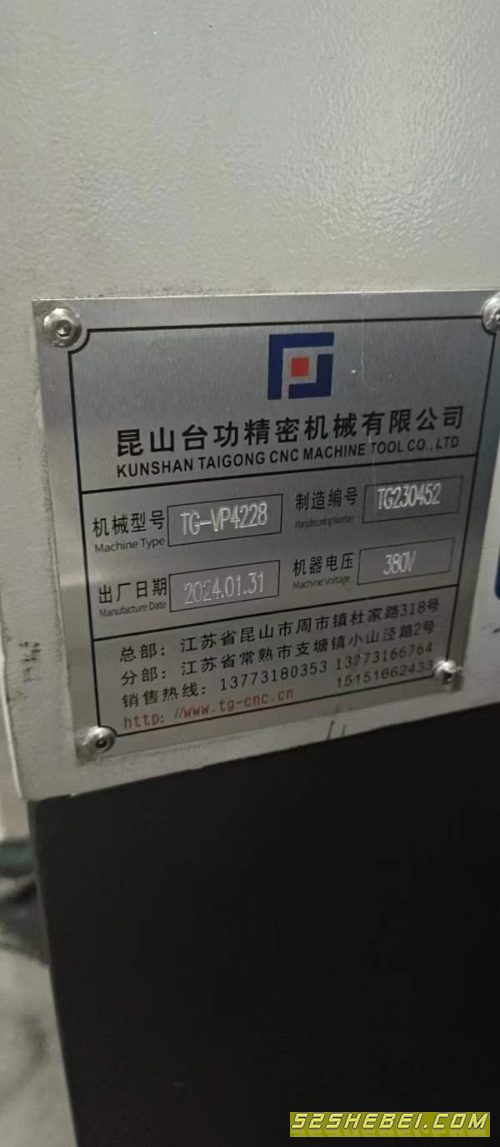 昆山台功精密机械有限公司
KUNSHAN TAIGONG CNC MACHINE TOOL CO., LTD
机械型号 TG-VP4228 制造编号 TG230452
Machine Type Manufacturing Number
出厂日期 2024.01.31 机器电压 380V
Manufacture Date Machine Voltage
总部：江苏省昆山市周市镇杜家路318号
分部：江苏省常熟市支塘镇小山泾路2号
销售热线：13773180353 13773166764
15151662433
http: //www.tg-cnc.cn
52SHEBEI.COM